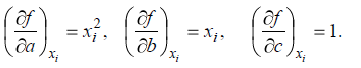 (∂f/∂a)_{x_i} = x_i^2, (∂f/∂b)_{x_i} = x_i, (∂f/∂c)_{x_i} = 1.